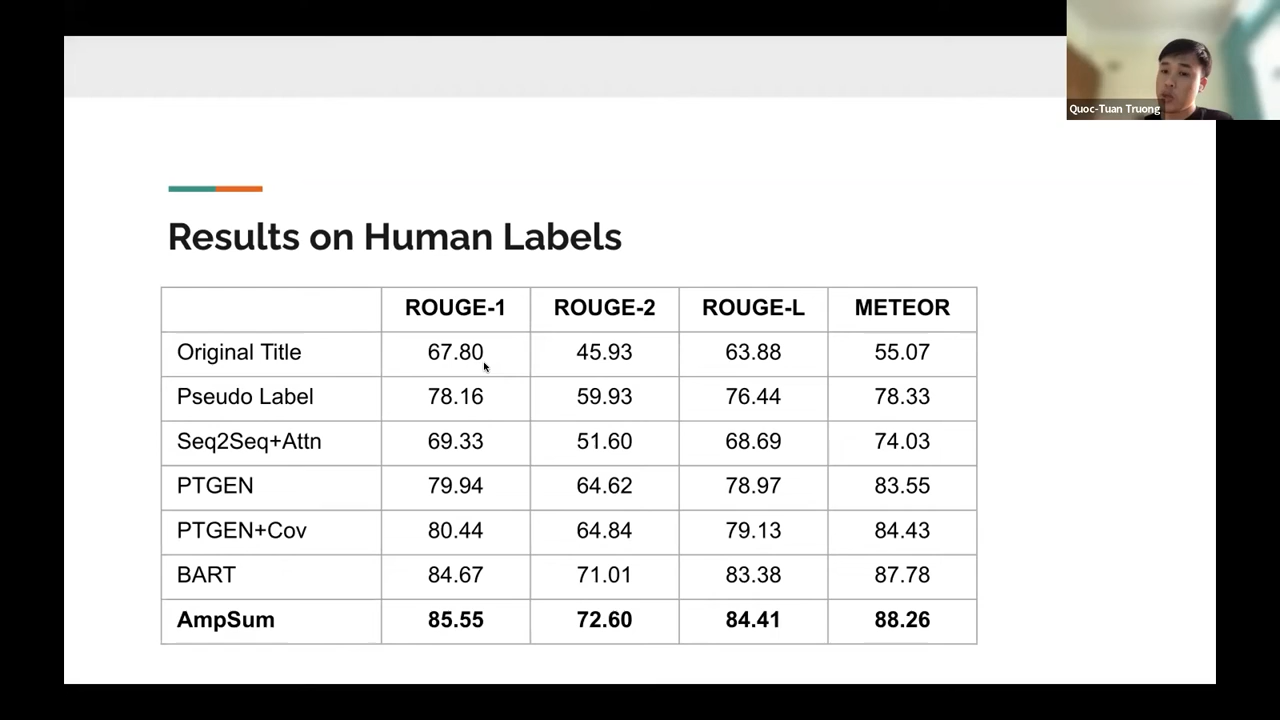 Quoc-Tuan Truong
Results on Human Labels
ROUGE-1 ROUGE-2 ROUGE-L METEOR
Original Title 67.80 45.93 63.88 55.07
Pseudo Label 78.16 59.93 76.44 78.33
Seq2Seq+Attn 69.33 51.60 68.69 74.03
PTGEN 79.94 64.62 78.97 83.55
PTGEN+Cov 80.44 64.84 79.13 84.43
BART 84.67 71.01 83.38 87.78
AmpSum 85.55 72.60 84.41 88.26